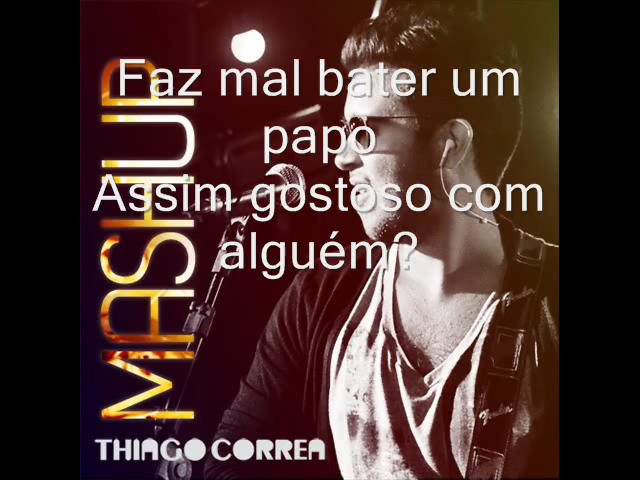 Faz mal bater um
papo
Assim gostoso com
alguém?
MASHUP
THIAGO CORREA